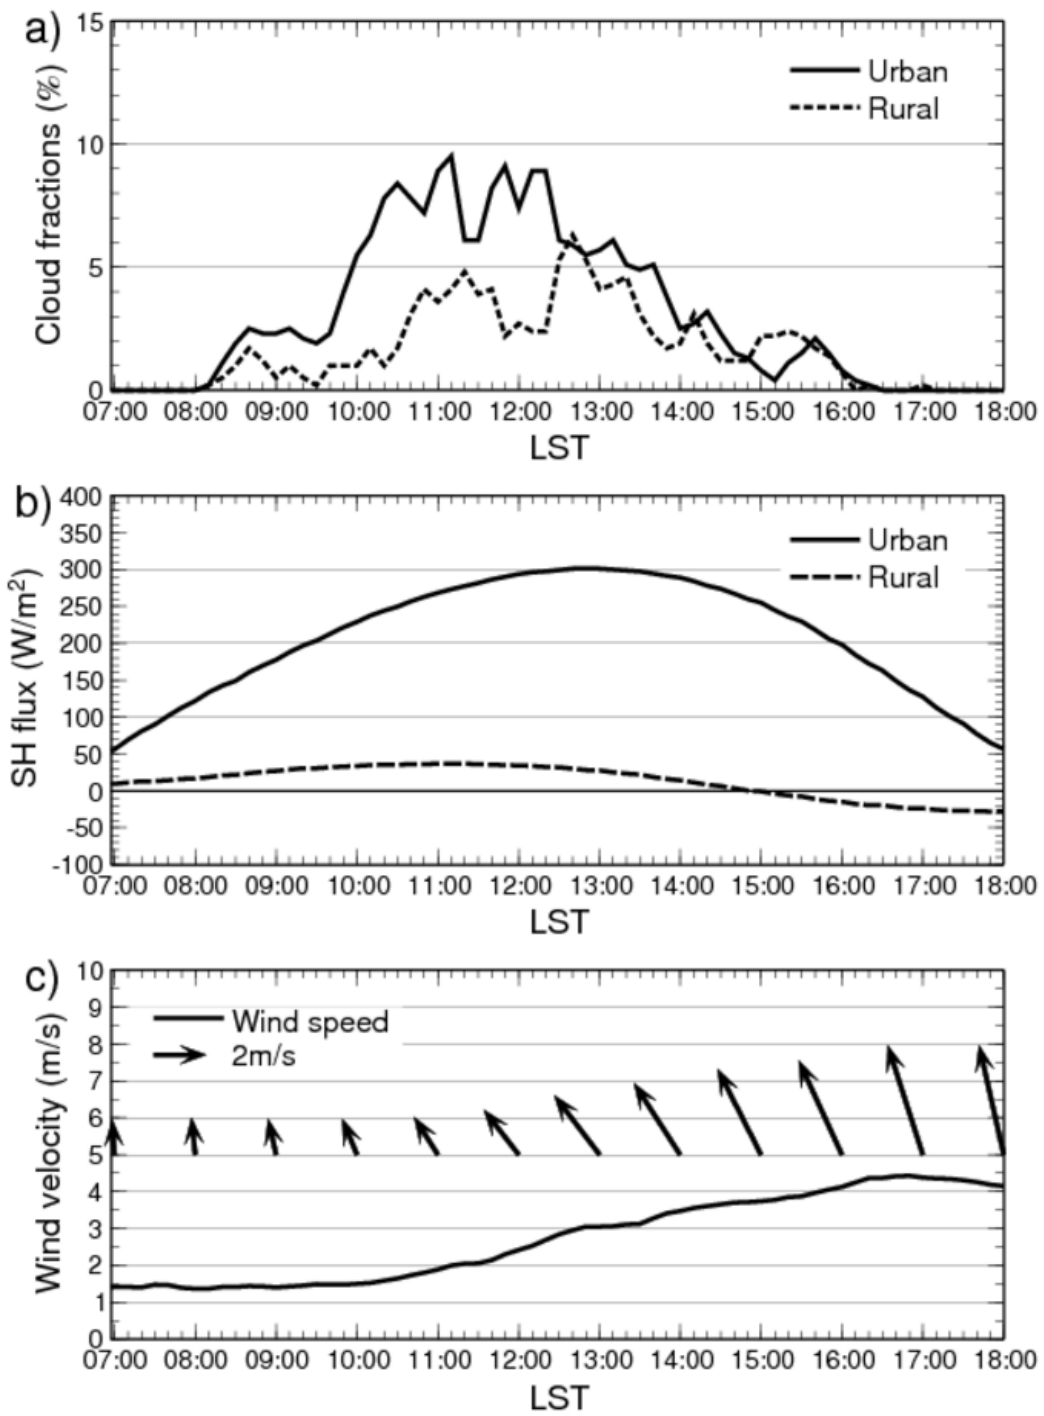 a)
Cloud fractions (%)
15
10
5
0
Urban
Rural
07:00 08:00 09:00 10:00 11:00 12:00 13:00 14:00 15:00 16:00 17:00 18:00
LST
b)
SH flux (W/m²)
400
350
300
250
200
150
100
50
0
-50
-100
Urban
Rural
07:00 08:00 09:00 10:00 11:00 12:00 13:00 14:00 15:00 16:00 17:00 18:00
LST
c)
Wind velocity (m/s)
10
9
8
7
6
5
4
3
2
1
0
Wind speed
2m/s
07:00 08:00 09:00 10:00 11:00 12:00 13:00 14:00 15:00 16:00 17:00 18:00
LST